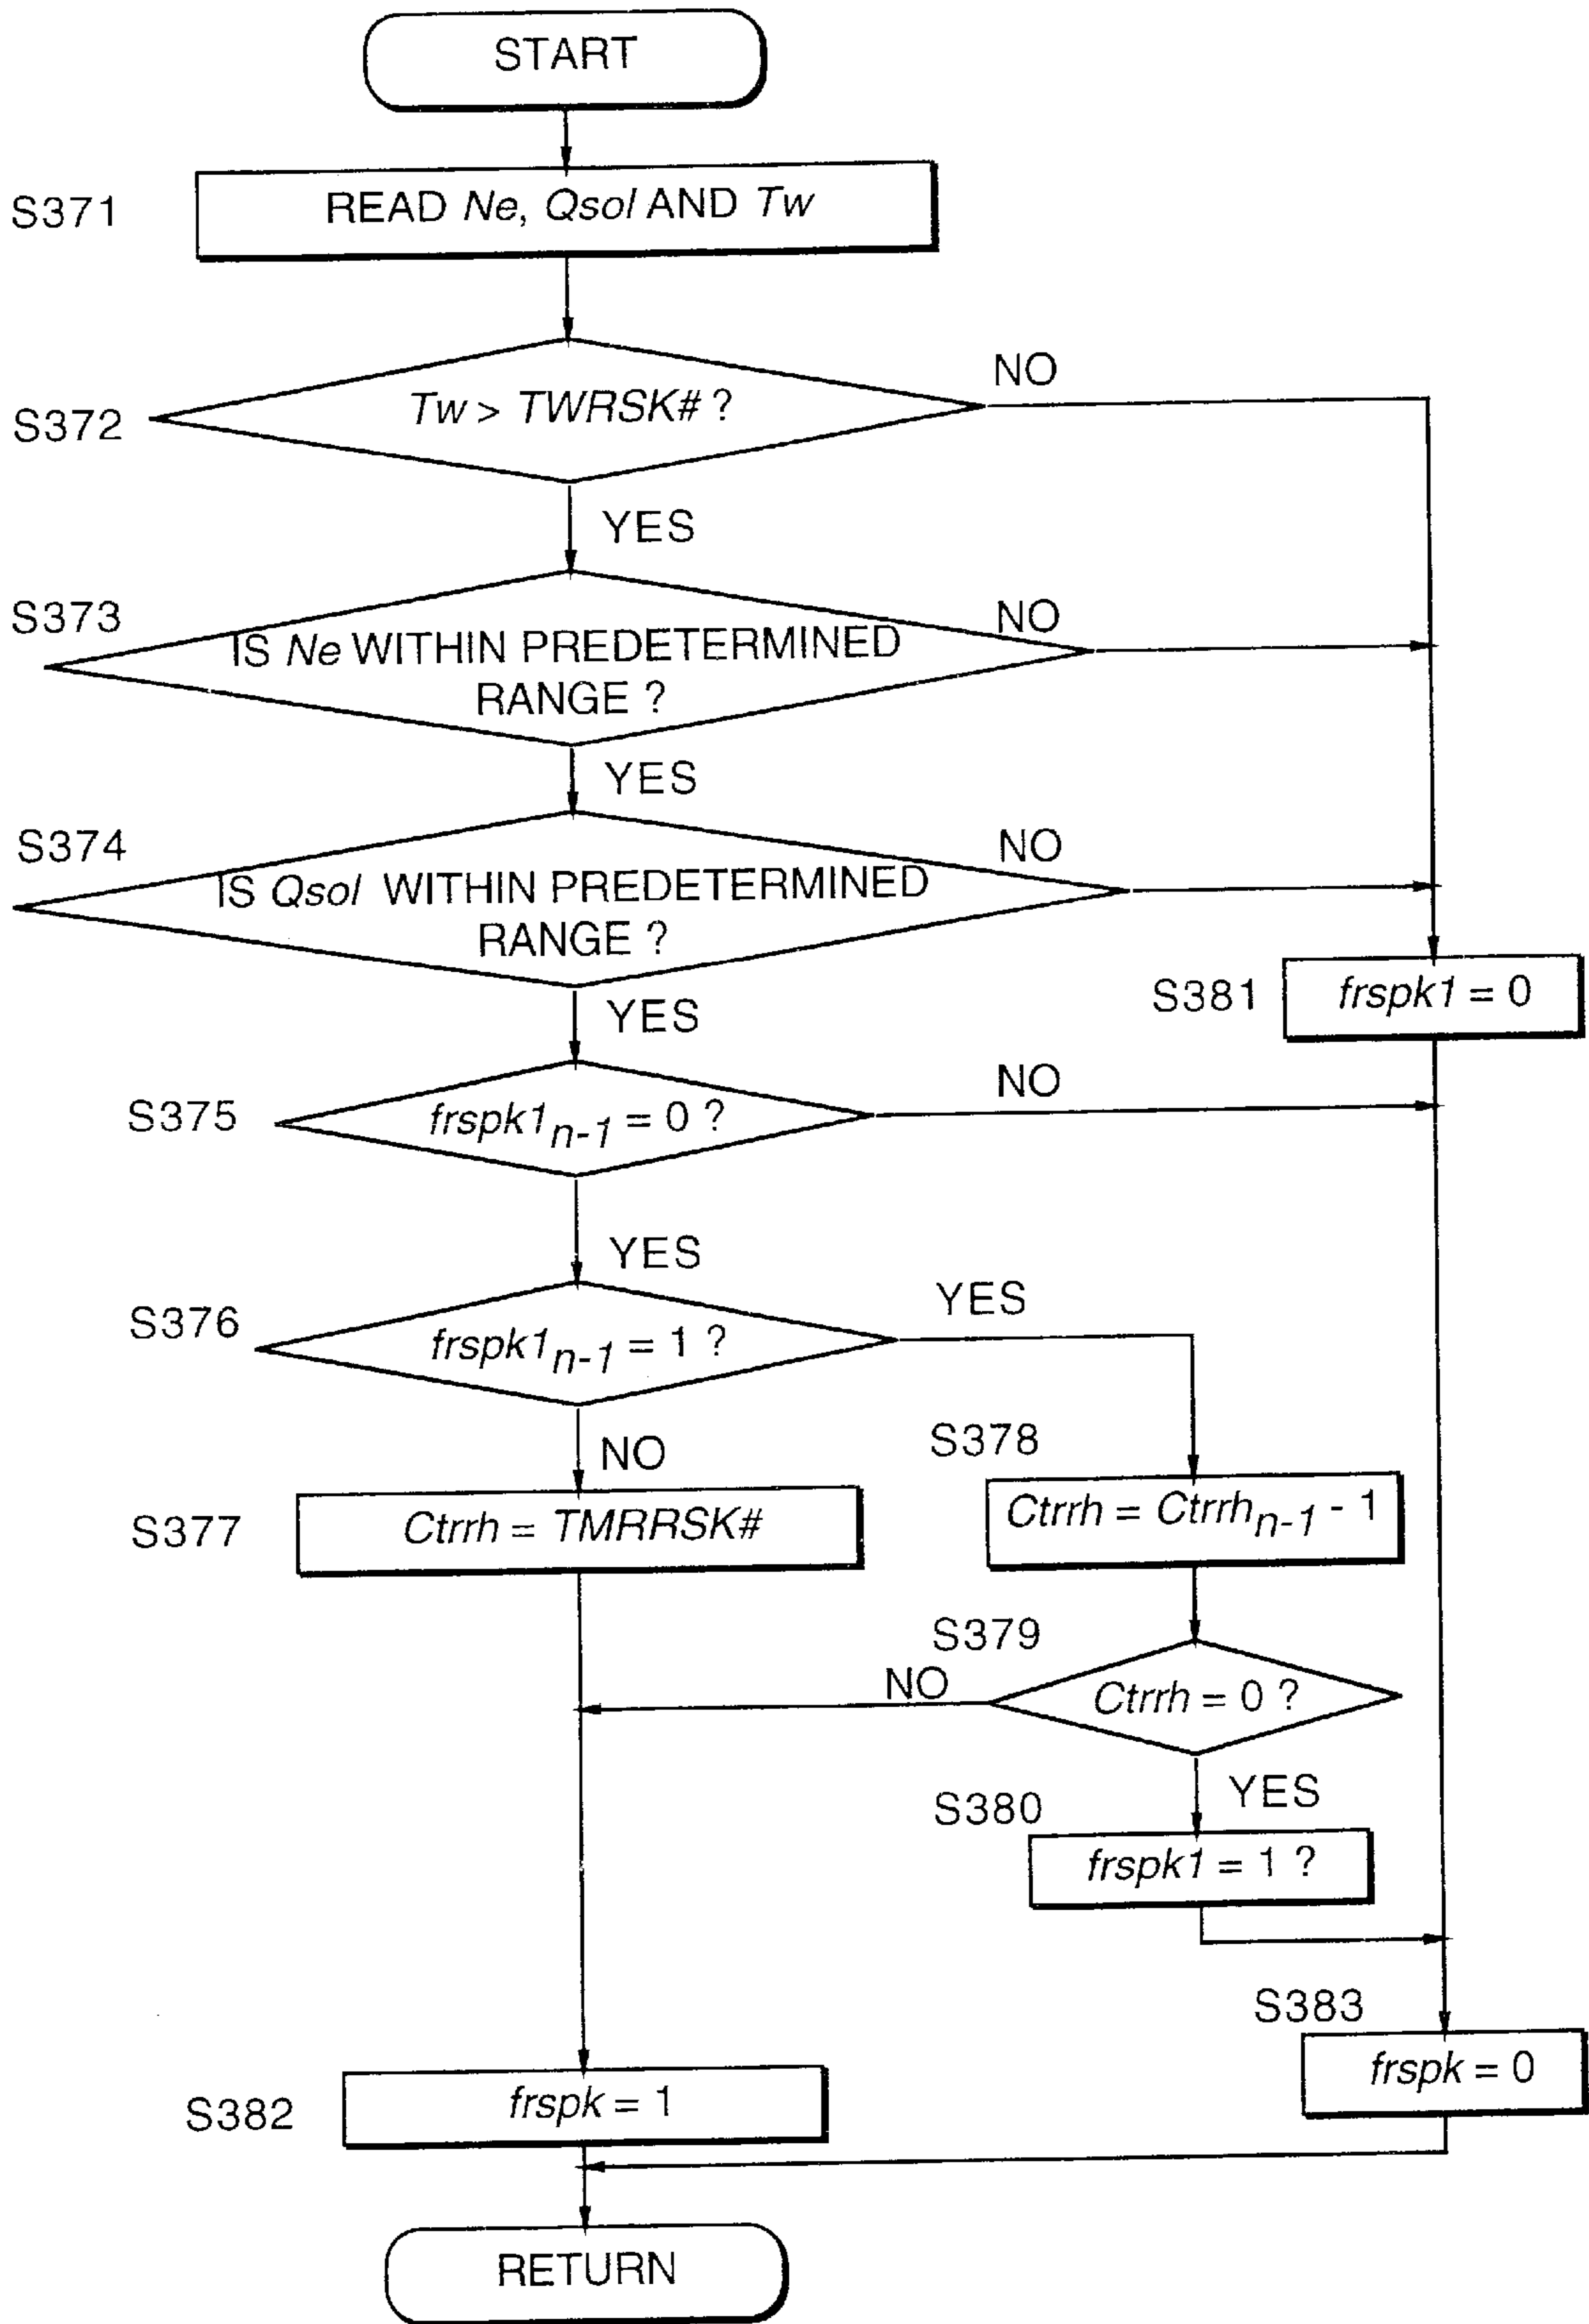 START
S371
READ Ne, Qsol AND Tw
S372
Tw > TWRSK# ?
NO
YES
S373
IS Ne WITHIN PREDETERMINED
RANGE ?
NO
YES
S374
IS Qsol WITHIN PREDETERMINED
RANGE ?
NO
YES
S381
frspk1 = 0
S375
frspk1n-1 = 0 ?
NO
YES
S376
frspk1n-1 = 1 ?
YES
NO
S377
Ctrrh = TMRRSK#
S378
Ctrrh = Ctrrhn-1 - 1
S379
Ctrrh = 0 ?
NO
YES
S380
frspk1 = 1 ?
S383
frspk = 0
S382
frspk = 1
RETURN